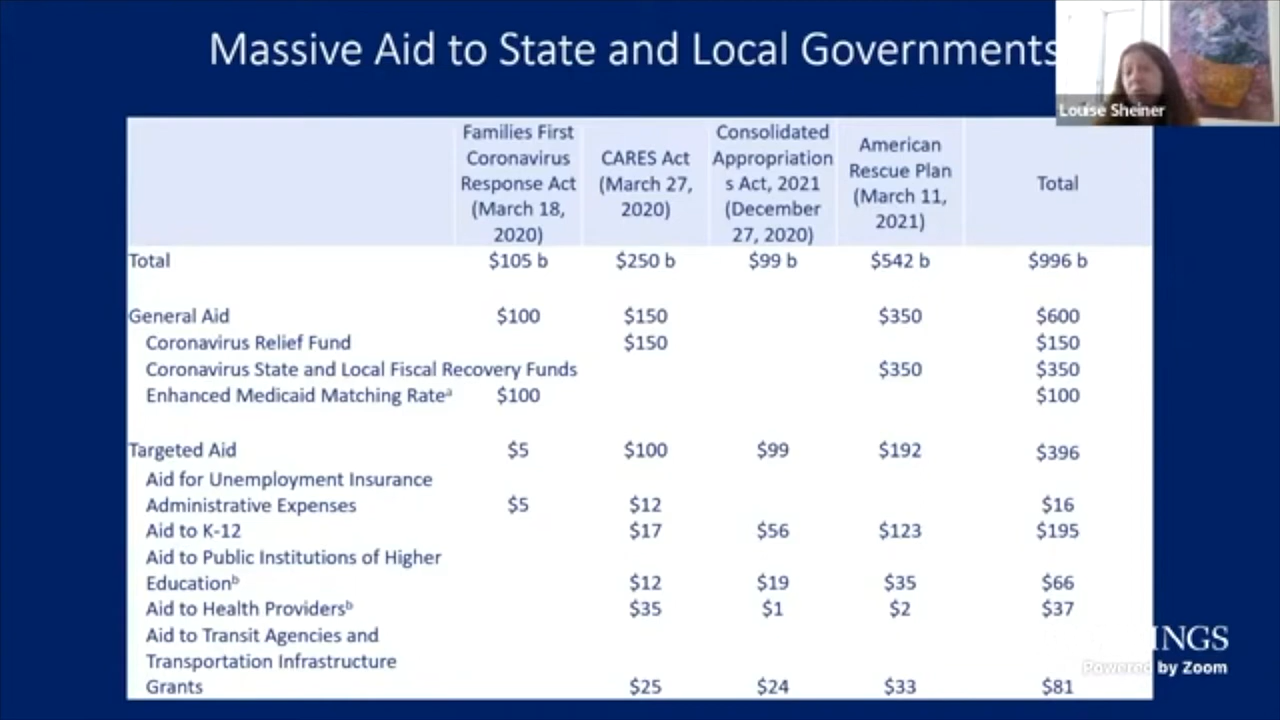 Massive Aid to State and Local Governments
Louise Sheiner
Families First
Coronavirus
Response Act
(March 18,
2020)
CARES Act
(March 27,
2020)
Consolidated
Appropriation
s Act, 2021
(December
27, 2020)
American
Rescue Plan
(March 11,
2021)
Total
Total $105 b $250 b $99 b $542 b $996 b
General Aid $100 $150 $350 $600
Coronavirus Relief Fund $150 $150
Coronavirus State and Local Fiscal Recovery Funds $350 $350
Enhanced Medicaid Matching Rateᵃ $100 $100
Targeted Aid $5 $100 $99 $192 $396
Aid for Unemployment Insurance
Administrative Expenses $5 $12 $16
Aid to K-12 $17 $56 $123 $195
Aid to Public Institutions of Higher
Educationᵇ $12 $19 $35 $66
Aid to Health Providersᵇ $35 $1 $2 $37
Aid to Transit Agencies and
Transportation Infrastructure
Grants $25 $24 $33 $81
INGS
Powered by Zoom